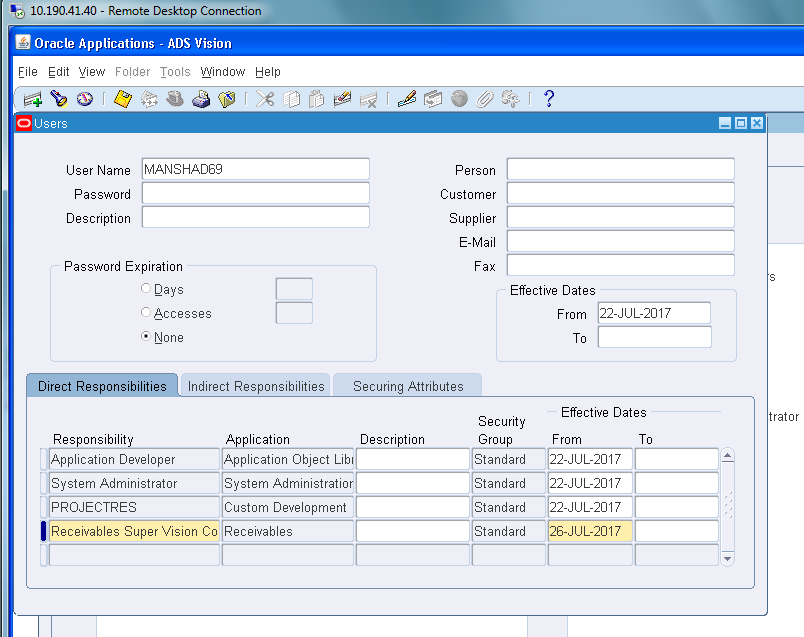 10.190.41.40 - Remote Desktop Connection
Oracle Applications - ADS Vision
File Edit View Folder Tools Window Help
?
Users
User Name MANSHAD69
Password
Description
Person
Customer
Supplier
E-Mail
Fax
Password Expiration
Days
Accesses
None
Effective Dates
From 22-JUL-2017
To
Direct Responsibilities Indirect Responsibilities Securing Attributes
Effective Dates
Responsibility Application Description Security Group From To
Application Developer Application Object Libr Standard 22-JUL-2017
System Administrator System Administration Standard 22-JUL-2017
PROJECTRES Custom Development Standard 22-JUL-2017
Receivables Super Vision Co Receivables Standard 26-JUL-2017
rs
trator